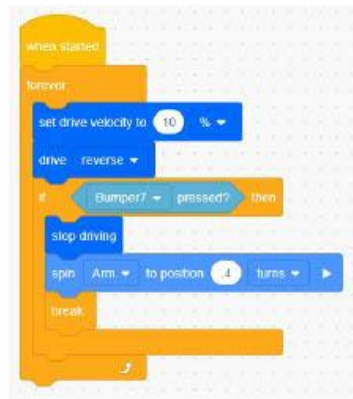 when started
forever
set drive velocity to 10 %
drive reverse
if Bumper7 pressed? then
stop driving
spin Arm to position .4 turns
break